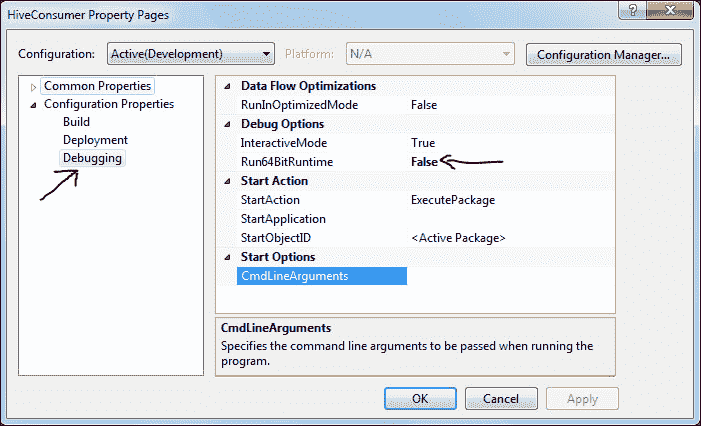 HiveConsumer Property Pages
Configuration: Active(Development) Platform: N/A Configuration Manager...
Common Properties
Configuration Properties
Build
Deployment
Debugging
Data Flow Optimizations
RunInOptimizedMode False
Debug Options
InteractiveMode True
Run64BitRuntime False
Start Action
StartAction ExecutePackage
StartApplication
StartObjectID <Active Package>
Start Options
CmdLineArguments
CmdLineArguments
Specifies the command line arguments to be passed when running the
program.
OK Cancel Apply